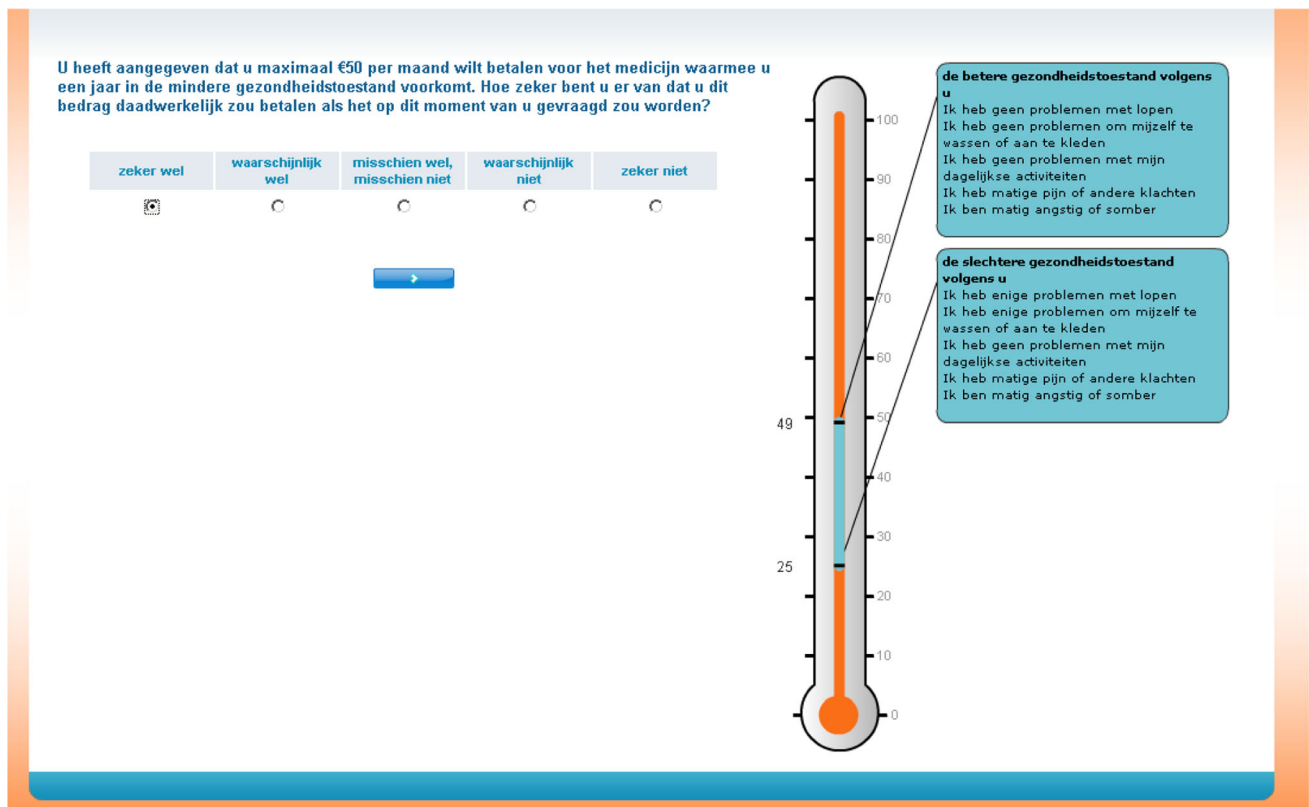 U heeft aangegeven dat u maximaal €50 per maand wilt betalen voor het medicijn waarmee u
een jaar in de mindere gezondheidstoestand voorkomt. Hoe zeker bent u er van dat u dit
bedrag daadwerkelijk zou betalen als het op dit moment van u gevraagd zou worden?
zeker wel
waarschijnlijk
wel
misschien wel,
misschien niet
waarschijnlijk
niet
zeker niet
100
90
80
70
60
50
40
30
20
10
0
49
25
de betere gezondheidstoestand volgens
u
Ik heb geen problemen met lopen
Ik heb geen problemen om mijzelf te
wassen of aan te kleden
Ik heb geen problemen met mijn
dagelijkse activiteiten
Ik heb matige pijn of andere klachten
Ik ben matig angstig of somber
de slechtere gezondheidstoestand
volgens u
Ik heb enige problemen met lopen
Ik heb enige problemen om mijzelf te
wassen of aan te kleden
Ik heb geen problemen met mijn
dagelijkse activiteiten
Ik heb matige pijn of andere klachten
Ik ben matig angstig of somber